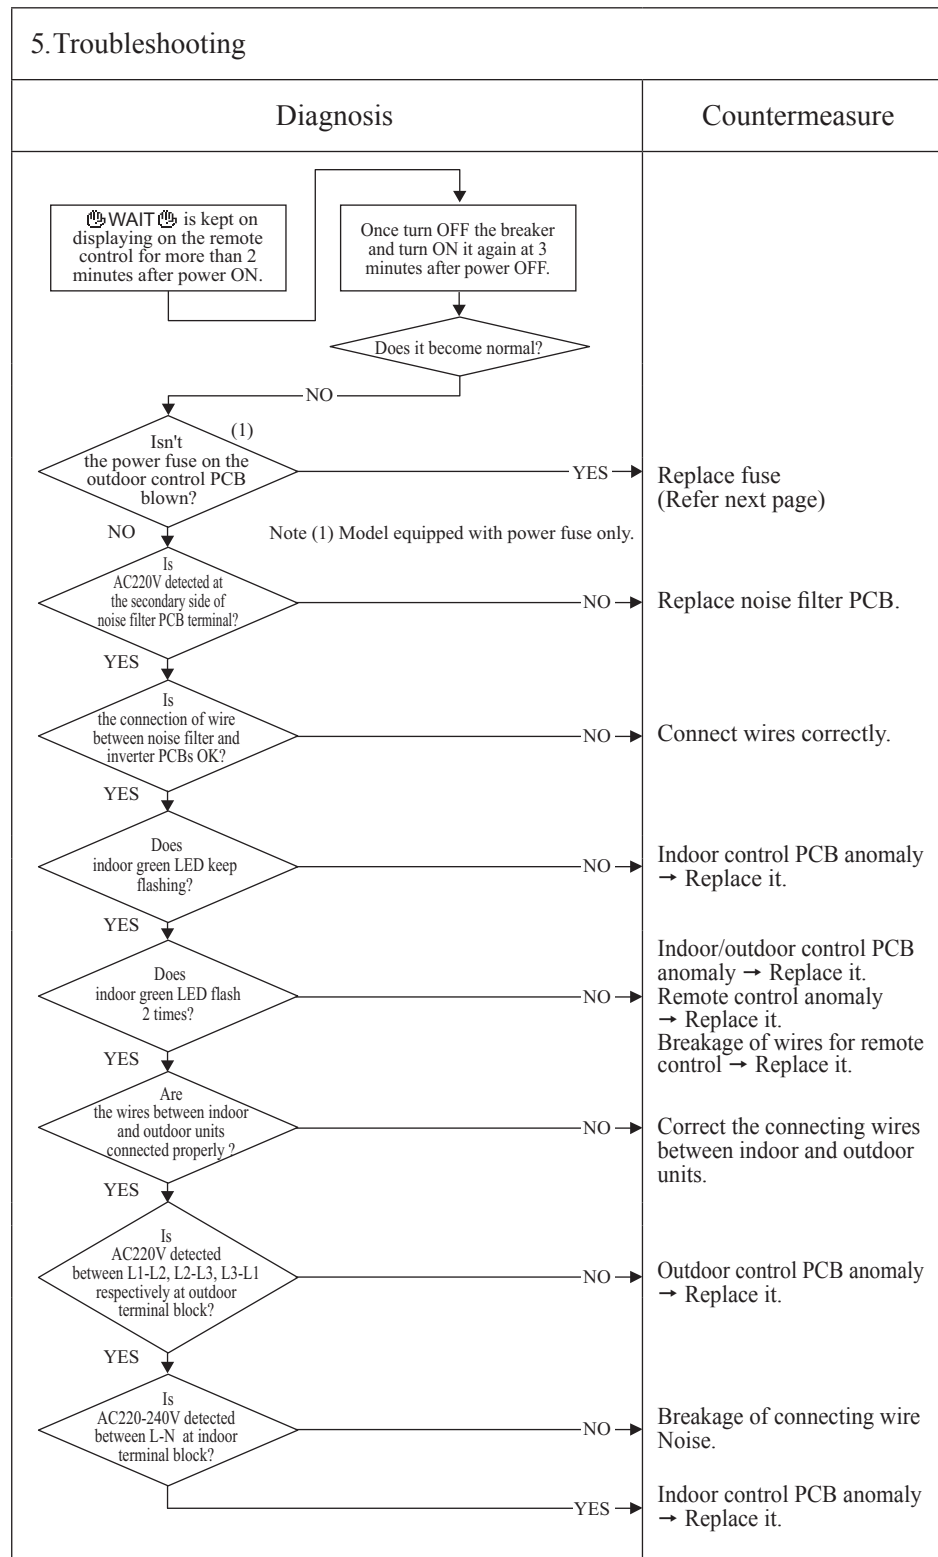 5.Troubleshooting
Diagnosis
Countermeasure
WAIT is kept on
displaying on the remote
control for more than 2
minutes after power ON.
Once turn OFF the breaker
and turn ON it again at 3
minutes after power OFF.
Does it become normal?
NO
(1)
Isn't
the power fuse on the
outdoor control PCB
blown?
YES
Replace fuse
(Refer next page)
NO
Note (1) Model equipped with power fuse only.
Is
AC220V detected at
the secondary side of
noise filter PCB terminal?
NO
Replace noise filter PCB.
YES
Is
the connection of wire
between noise filter and
inverter PCBs OK?
NO
Connect wires correctly.
YES
Does
indoor green LED keep
flashing?
NO
Indoor control PCB anomaly
→ Replace it.
YES
Does
indoor green LED flash
2 times?
NO
Indoor/outdoor control PCB
anomaly → Replace it.
Remote control anomaly
→ Replace it.
Breakage of wires for remote
control → Replace it.
YES
Are
the wires between indoor
and outdoor units
connected properly ?
NO
Correct the connecting wires
between indoor and outdoor
units.
YES
Is
AC220V detected
between L1-L2, L2-L3, L3-L1
respectively at outdoor
terminal block?
NO
Outdoor control PCB anomaly
→ Replace it.
YES
Is
AC220-240V detected
between L-N at indoor
terminal block?
NO
Breakage of connecting wire
Noise.
YES
Indoor control PCB anomaly
→ Replace it.